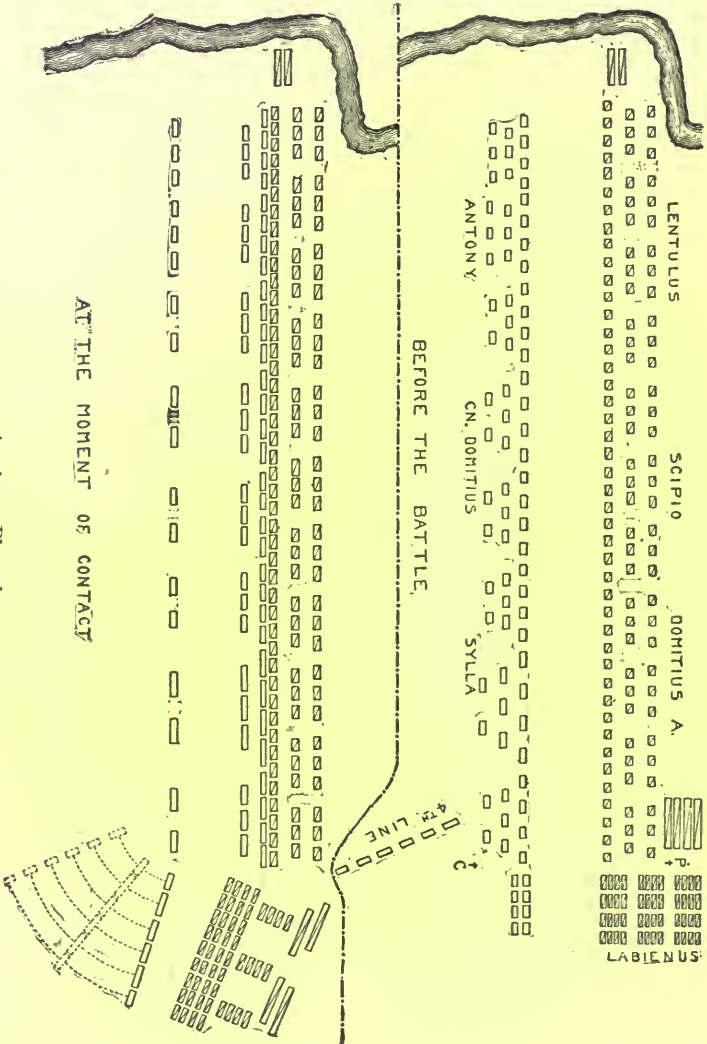 LENTULUS
SCIPIO
DOMITIUS A.
P.
LABIENUS
ANTONY
CN. DOMITIUS
SYLLA
C
4TH. LINE
BEFORE THE BATTLE.
AT THE MOMENT OF CONTACT